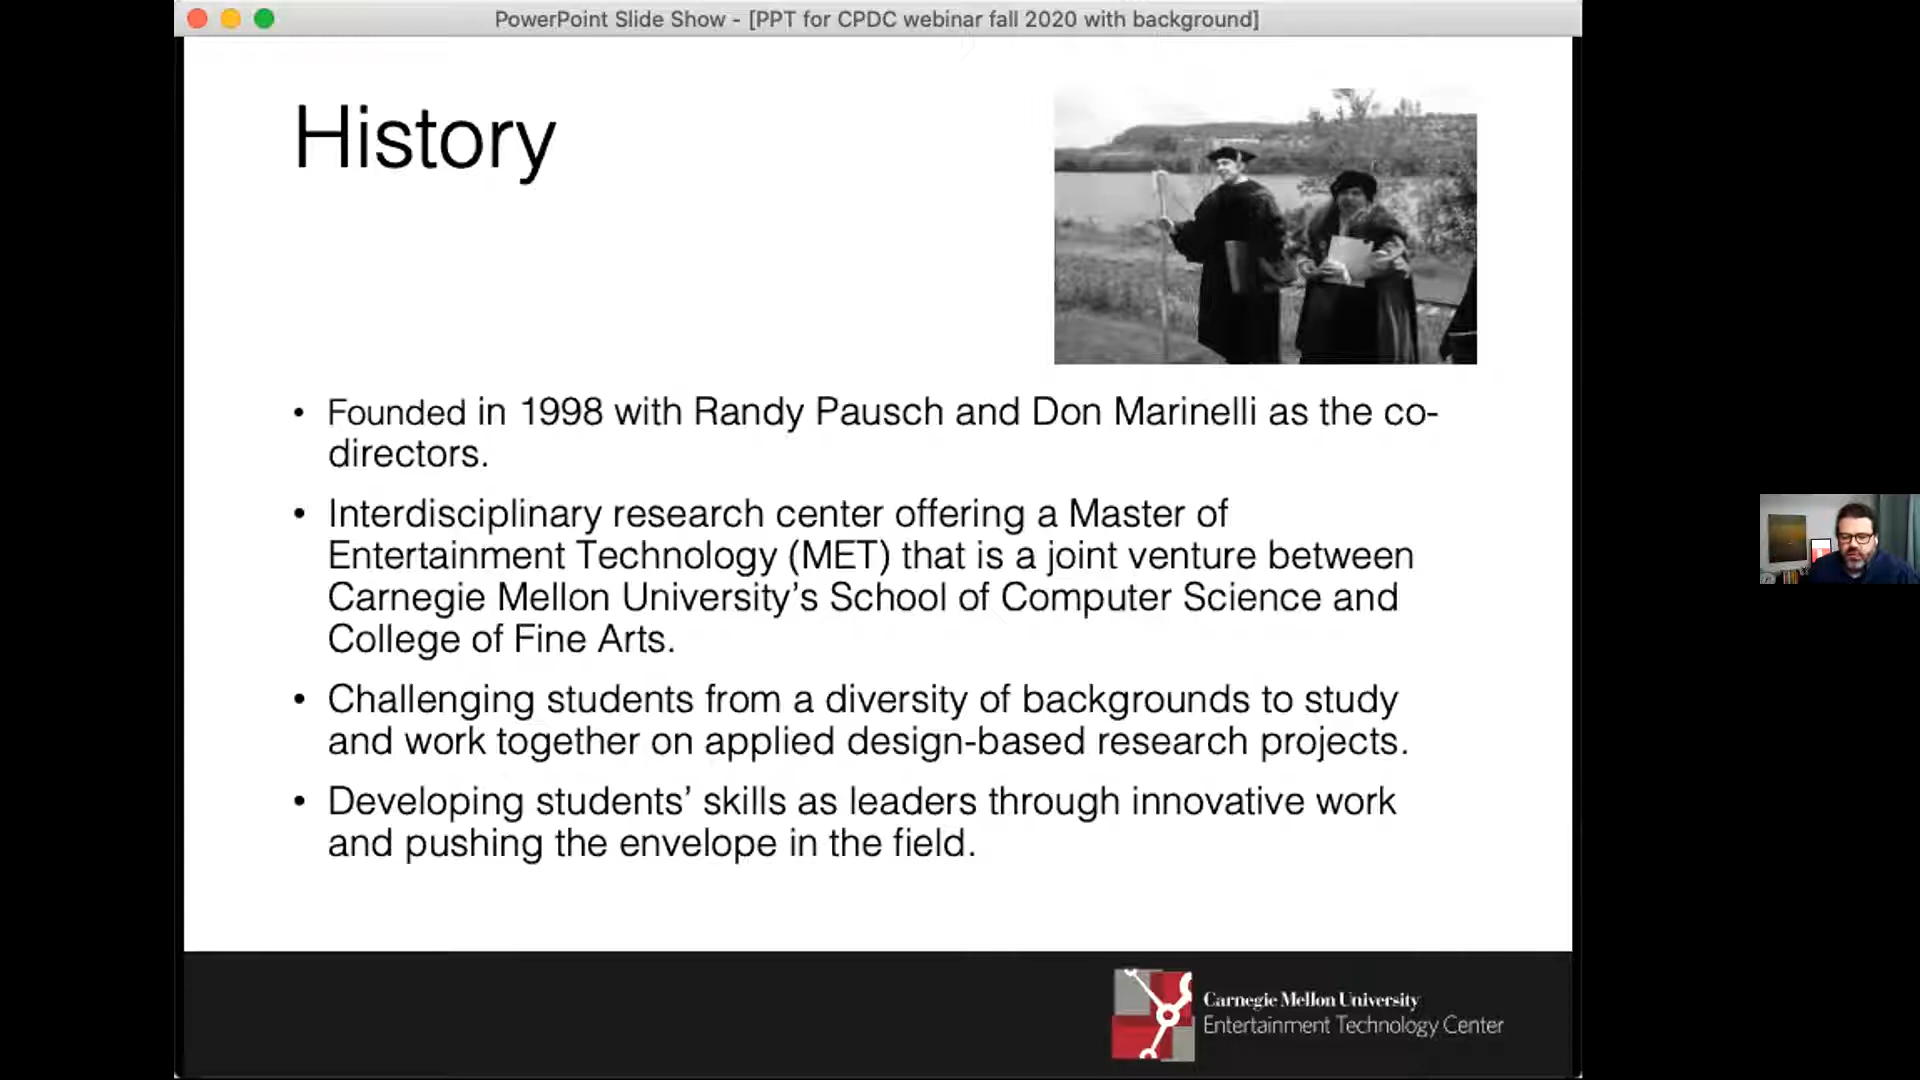 PowerPoint Slide Show - [PPT for CPDC webinar fall 2020 with background]
History
• Founded in 1998 with Randy Pausch and Don Marinelli as the co-
directors.
• Interdisciplinary research center offering a Master of
Entertainment Technology (MET) that is a joint venture between
Carnegie Mellon University’s School of Computer Science and
College of Fine Arts.
• Challenging students from a diversity of backgrounds to study
and work together on applied design-based research projects.
• Developing students’ skills as leaders through innovative work
and pushing the envelope in the field.
Carnegie Mellon University
Entertainment Technology Center